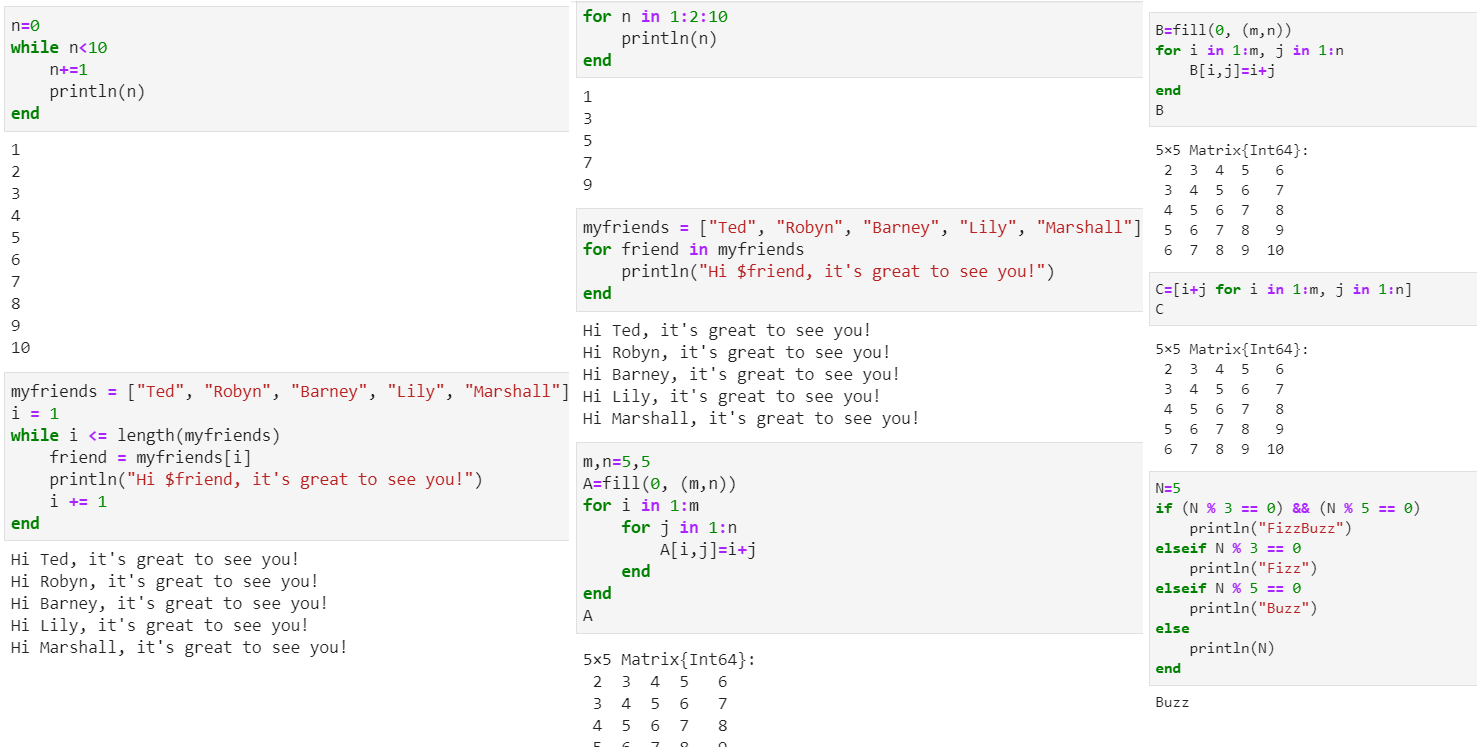 n=0
while n<10
    n+=1
    println(n)
end
1
2
3
4
5
6
7
8
9
10
myfriends = ["Ted", "Robyn", "Barney", "Lily", "Marshall"]
i = 1
while i <= length(myfriends)
    friend = myfriends[i]
    println("Hi $friend, it's great to see you!")
    i += 1
end
Hi Ted, it's great to see you!
Hi Robyn, it's great to see you!
Hi Barney, it's great to see you!
Hi Lily, it's great to see you!
Hi Marshall, it's great to see you!
for n in 1:2:10
    println(n)
end
1
3
5
7
9
myfriends = ["Ted", "Robyn", "Barney", "Lily", "Marshall"]
for friend in myfriends
    println("Hi $friend, it's great to see you!")
end
Hi Ted, it's great to see you!
Hi Robyn, it's great to see you!
Hi Barney, it's great to see you!
Hi Lily, it's great to see you!
Hi Marshall, it's great to see you!
m,n=5,5
A=fill(0, (m,n))
for i in 1:m
    for j in 1:n
        A[i,j]=i+j
    end
end
A
5×5 Matrix{Int64}:
 2  3  4  5   6
 3  4  5  6   7
 4  5  6  7   8
 5  6  7  8   9
B=fill(0, (m,n))
for i in 1:m, j in 1:n
    B[i,j]=i+j
end
B
5×5 Matrix{Int64}:
 2  3  4  5   6
 3  4  5  6   7
 4  5  6  7   8
 5  6  7  8   9
 6  7  8  9  10
C=[i+j for i in 1:m, j in 1:n]
C
5×5 Matrix{Int64}:
 2  3  4  5   6
 3  4  5  6   7
 4  5  6  7   8
 5  6  7  8   9
 6  7  8  9  10
N=5
if (N % 3 == 0) && (N % 5 == 0)
    println("FizzBuzz")
elseif N % 3 == 0
    println("Fizz")
elseif N % 5 == 0
    println("Buzz")
else
    println(N)
end
Buzz